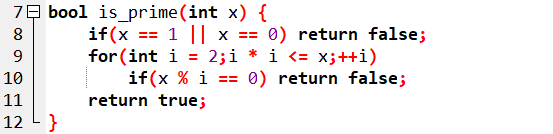 7 bool is_prime(int x) {
8     if(x == 1 || x == 0) return false;
9     for(int i = 2;i * i <= x;++i)
10         if(x % i == 0) return false;
11     return true;
12 }